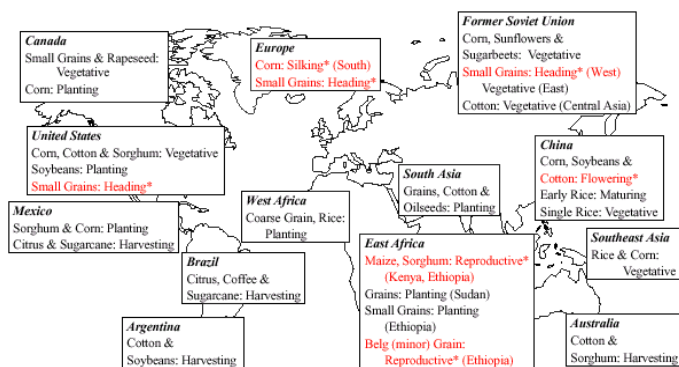 Canada
Small Grains & Rapeseed:
Vegetative
Corn: Planting
Europe
Corn: Silking* (South)
Small Grains: Heading*
Former Soviet Union
Corn, Sunflowers &
Sugarbeets: Vegetative
Small Grains: Heading* (West)
Vegetative (East)
Cotton: Vegetative (Central Asia)
United States
Corn, Cotton & Sorghum: Vegetative
Soybeans: Planting
Small Grains: Heading*
China
Corn, Soybeans &
Cotton: Flowering*
Early Rice: Maturing
Single Rice: Vegetative
South Asia
Grains, Cotton &
Oilseeds: Planting
West Africa
Coarse Grain, Rice:
Planting
Mexico
Sorghum & Corn: Planting
Citrus & Sugarcane: Harvesting
Brazil
Citrus, Coffee &
Sugarcane: Harvesting
East Africa
Maize, Sorghum: Reproductive*
(Kenya, Ethiopia)
Grains: Planting (Sudan)
Small Grains: Planting
(Ethiopia)
Belg (minor) Grain:
Reproductive* (Ethiopia)
Southeast Asia
Rice & Corn:
Vegetative
Argentina
Cotton &
Soybeans: Harvesting
Australia
Cotton &
Sorghum: Harvesting